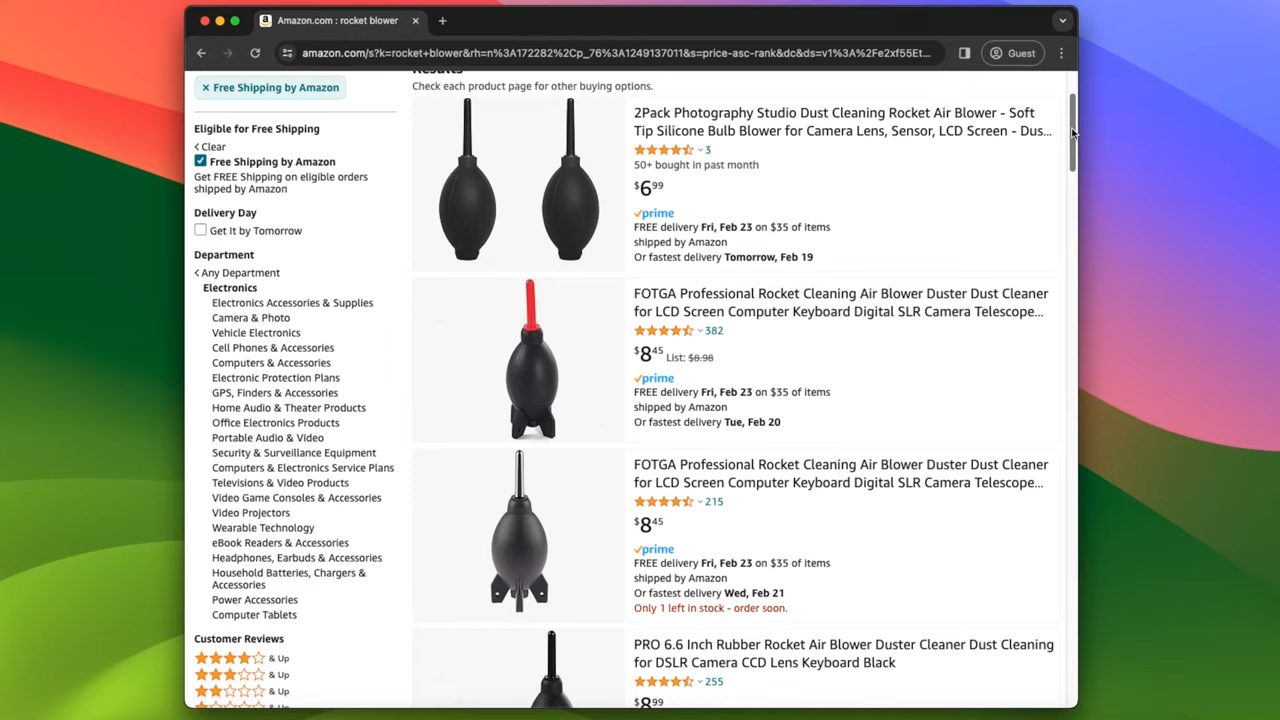 Amazon.com : rocket blower
amazon.com/s?k=rocket+blower&rh=n%3A172282%2Cp_76%3A1249137011&s=price-asc-rank&dc&ds=v1%3A%2Fe2xf55Et...
Guest
Results
Check each product page for other buying options.
× Free Shipping by Amazon
Eligible for Free Shipping
Clear
Free Shipping by Amazon
Get FREE Shipping on eligible orders
shipped by Amazon
Delivery Day
Get It by Tomorrow
Department
Any Department
Electronics
Electronics Accessories & Supplies
Camera & Photo
Vehicle Electronics
Cell Phones & Accessories
Computers & Accessories
Electronic Protection Plans
GPS, Finders & Accessories
Home Audio & Theater Products
Office Electronics Products
Portable Audio & Video
Security & Surveillance Equipment
Computers & Electronics Service Plans
Televisions & Video Products
Video Game Consoles & Accessories
Video Projectors
Wearable Technology
eBook Readers & Accessories
Headphones, Earbuds & Accessories
Household Batteries, Chargers &
Accessories
Power Accessories
Computer Tablets
Customer Reviews
& Up
& Up
& Up
2Pack Photography Studio Dust Cleaning Rocket Air Blower - Soft
Tip Silicone Bulb Blower for Camera Lens, Sensor, LCD Screen - Dus...
3
50+ bought in past month
$6 99
prime
FREE delivery Fri, Feb 23 on $35 of items
shipped by Amazon
Or fastest delivery Tomorrow, Feb 19
FOTGA Professional Rocket Cleaning Air Blower Duster Dust Cleaner
for LCD Screen Computer Keyboard Digital SLR Camera Telescope...
382
$8 45 List: $8.98
prime
FREE delivery Fri, Feb 23 on $35 of items
shipped by Amazon
Or fastest delivery Tue, Feb 20
FOTGA Professional Rocket Cleaning Air Blower Duster Dust Cleaner
for LCD Screen Computer Keyboard Digital SLR Camera Telescope...
215
$8 45
prime
FREE delivery Fri, Feb 23 on $35 of items
shipped by Amazon
Or fastest delivery Wed, Feb 21
Only 1 left in stock - order soon.
PRO 6.6 Inch Rubber Rocket Air Blower Duster Cleaner Dust Cleaning
for DSLR Camera CCD Lens Keyboard Black
255
$8 99